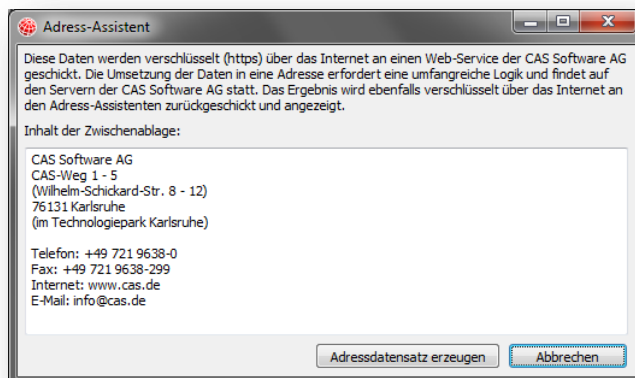 Adress-Assistent
Diese Daten werden verschlüsselt (https) über das Internet an einen Web-Service der CAS Software AG
geschickt. Die Umsetzung der Daten in eine Adresse erfordert eine umfangreiche Logik und findet auf
den Servern der CAS Software AG statt. Das Ergebnis wird ebenfalls verschlüsselt über das Internet an
den Adress-Assistenten zurückgeschickt und angezeigt.
Inhalt der Zwischenablage:
CAS Software AG
CAS-Weg 1 - 5
(Wilhelm-Schickard-Str. 8 - 12)
76131 Karlsruhe
(im Technologiepark Karlsruhe)
Telefon: +49 721 9638-0
Fax: +49 721 9638-299
Internet: www.cas.de
E-Mail: info@cas.de
Adressdatensatz erzeugen Abbrechen